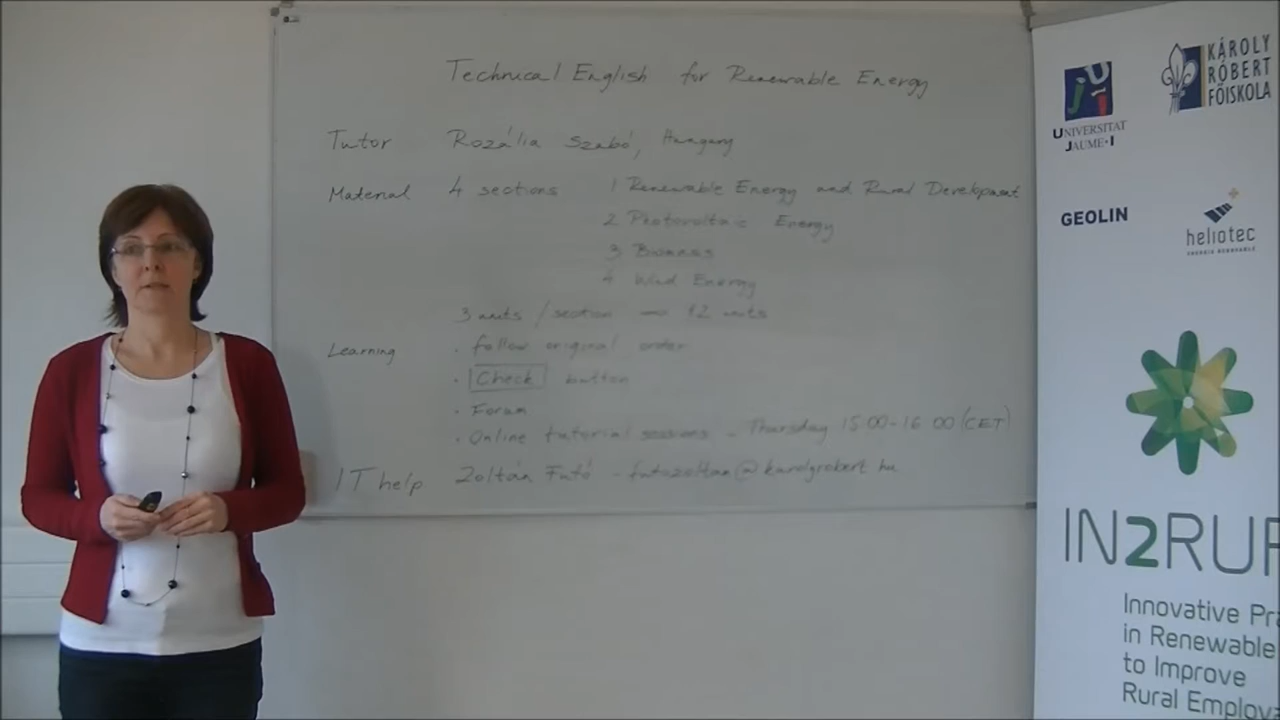 Technical English for Renewable Energy
Tutor Rozália Szabó, Hungary
Material 4 sections 1 Renewable Energy and Rural Development
2 Photovoltaic Energy
3 Biomass
4 Wind Energy
3 units / section → 12 units
Learning . follow original order
. Check button
. Forum
. Online tutorial sessions - Thursday 15 00-16 00 (CET)
IT help Zoltán Futó - futozoltan@karolyrobert.hu
UNIVERSITAT
JAUME·I
KÁROLY
RÓBERT
FŐISKOLA
GEOLIN
heliotec
IN2RUR
Innovative Pra
in Renewable
to Improve
Rural Employa